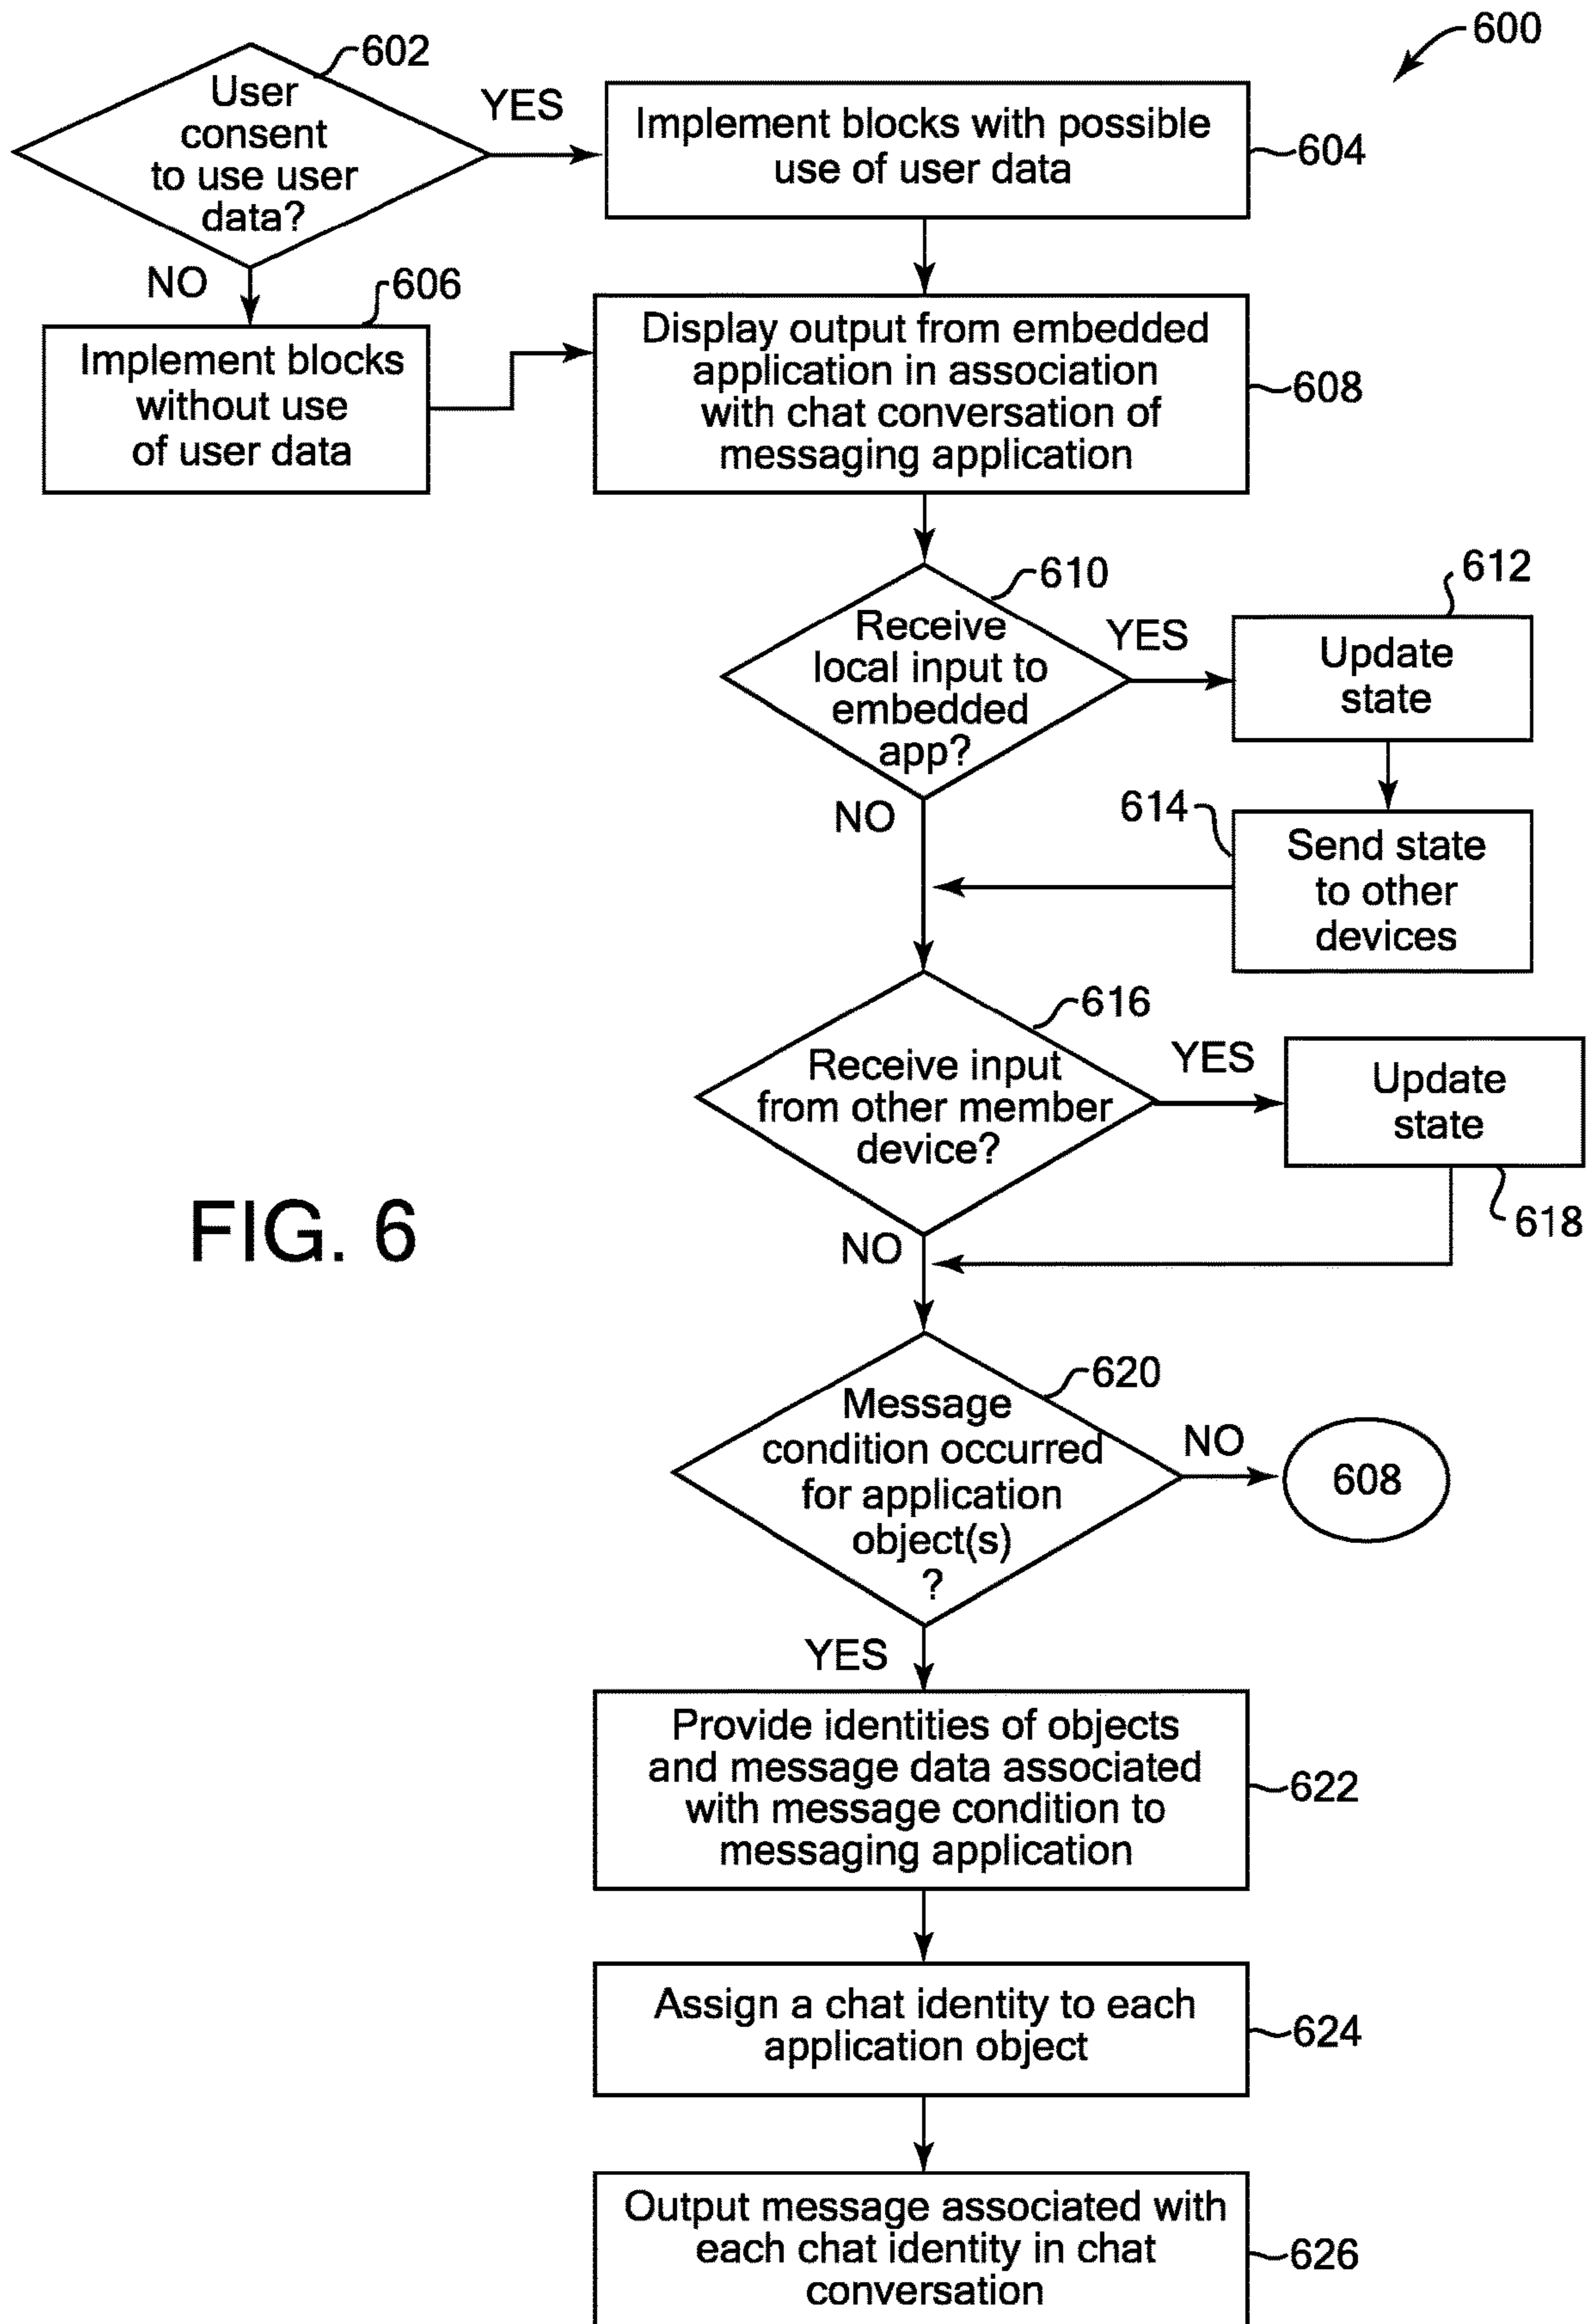 600
602
User
consent
to use user
data?
YES
Implement blocks with possible
use of user data
604
NO
606
Implement blocks
without use
of user data
Display output from embedded
application in association
with chat conversation of
messaging application
608
610
Receive
local input to
embedded
app?
YES
612
Update
state
NO
614
Send state
to other
devices
616
Receive input
from other member
device?
YES
Update
state
618
FIG. 6
NO
620
Message
condition occurred
for application
object(s)
?
NO
608
YES
Provide identities of objects
and message data associated
with message condition to
messaging application
622
Assign a chat identity to each
application object
624
Output message associated with
each chat identity in chat
conversation
626